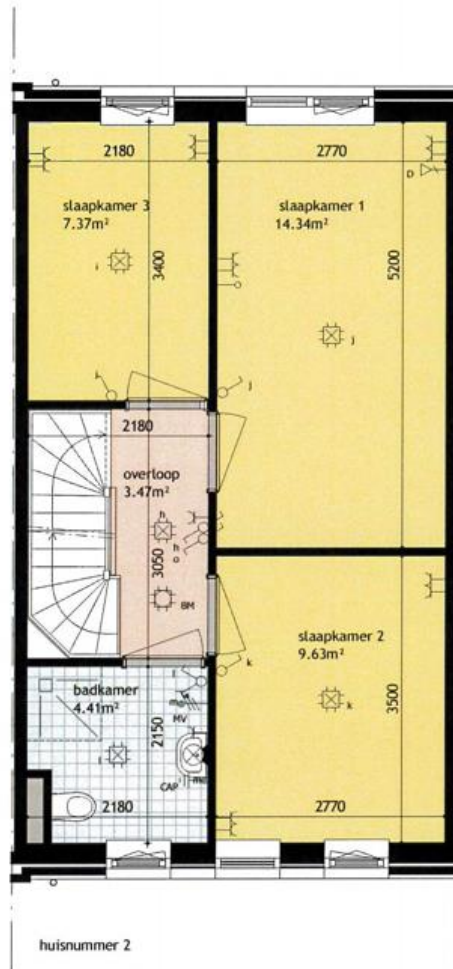 2180
2770
slaapkamer 3
7.37m²
slaapkamer 1
14.34m²
D
i
3400
5200
j
j
2180
overloop
3.47m²
h
h
3050
BM
slaapkamer 2
9.63m²
k
badkamer
4.41m²
l
k
MV
2150
3500
l
CAP
2180
2770
huisnummer 2